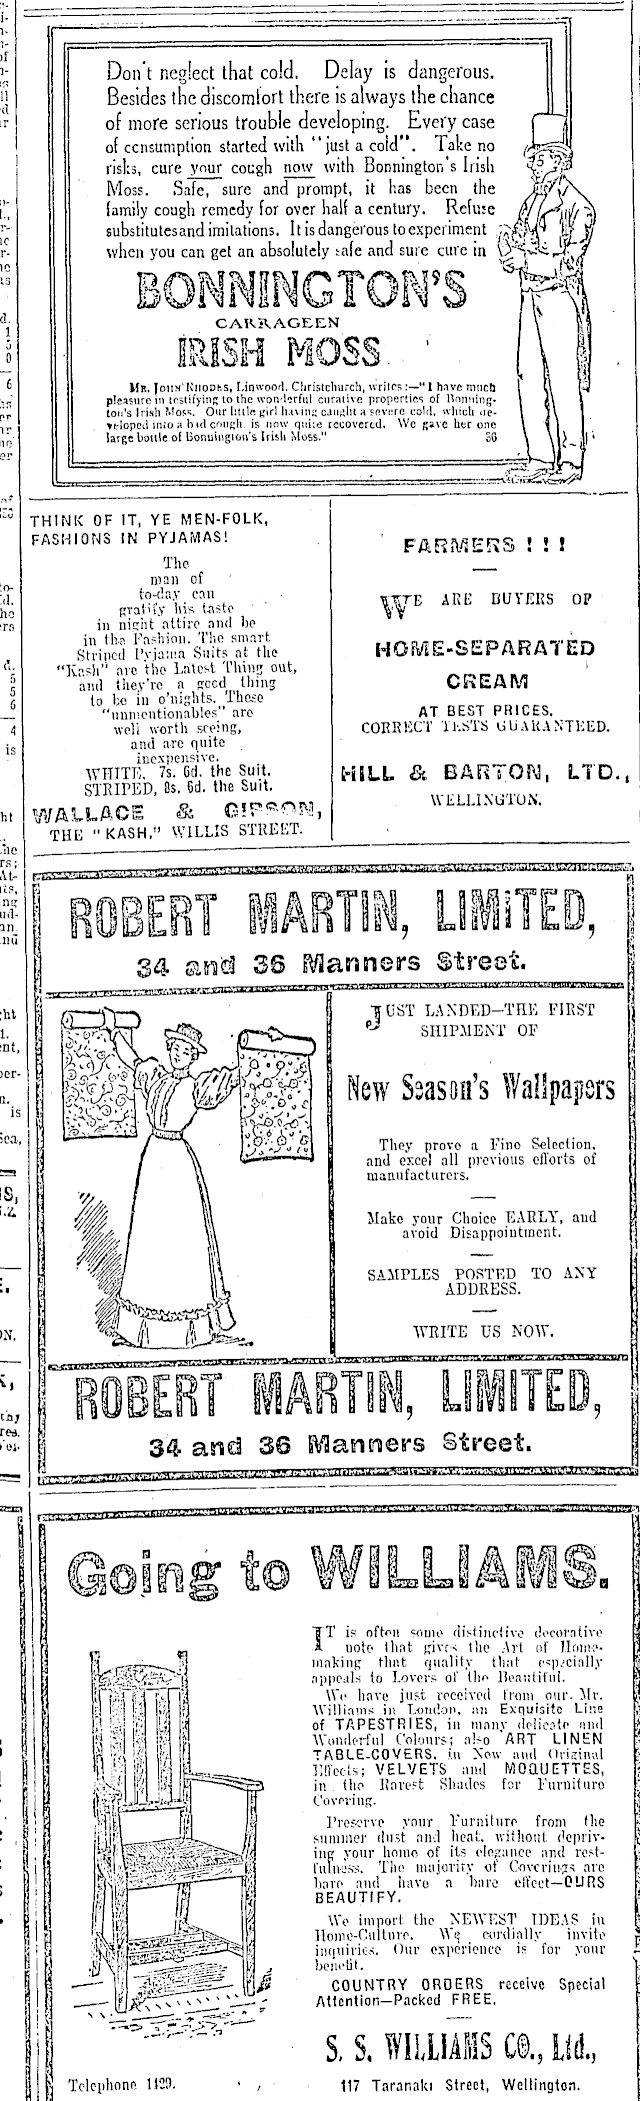 Don't neglect that cold. Delay is dangerous.
Besides the discomfort there is always the chance
of more serious trouble developing. Every case
of consumption started with "just a cold". Take no
risks, cure your cough now with Bonnington's Irish
Moss. Safe, sure and prompt, it has been the
family cough remedy for over half a century. Refuse
substitutes and imitations. It is dangerous to experiment
when you can get an absolutely safe and sure cure in
BONNINGTON'S
CARRAGEEN
IRISH MOSS
MR. JOHN RHODES, Linwood, Christchurch, writes:—"I have much
pleasure in testifying to the wonderful curative properties of Bonning-
ton's Irish Moss. Our little girl having caught a severe cold, which de-
veloped into a bad cough, is now quite recovered. We gave her one
large bottle of Bonnington's Irish Moss." 36
THINK OF IT, YE MEN-FOLK,
FASHIONS IN PYJAMAS!
The
man of
to-day can
gratify his taste
in night attire and be
in the Fashion. The smart
Striped Pyjama Suits at the
"Kash" are the Latest Thing out,
and they're a good thing
to be in o'nights. These
"unmentionables" are
well worth seeing,
and are quite
inexpensive.
WHITE, 7s. 6d. the Suit.
STRIPED, 8s. 6d. the Suit.
WALLACE & GIBSON,
THE "KASH," WILLIS STREET.
FARMERS ! ! !
WE ARE BUYERS OF
HOME-SEPARATED
CREAM
AT BEST PRICES.
CORRECT TESTS GUARANTEED.
HILL & BARTON, LTD.,
WELLINGTON.
ROBERT MARTIN, LIMITED,
34 and 36 Manners Street.
JUST LANDED—THE FIRST
SHIPMENT OF
New Season's Wallpapers
They prove a Fine Selection,
and excel all previous efforts of
manufacturers.
Make your Choice EARLY, and
avoid Disappointment.
SAMPLES POSTED TO ANY
ADDRESS.
WRITE US NOW.
ROBERT MARTIN, LIMITED,
34 and 36 Manners Street.
Going to WILLIAMS.
IT is often some distinctive decorative
note that gives the Art of Home-
making that quality that especially
appeals to Lovers of the Beautiful.
We have just received from our Mr.
Williams in London, an Exquisite Line
of TAPESTRIES, in many delicate and
Wonderful Colours; also ART LINEN
TABLE-COVERS, in New and Original
Effects; VELVETS and MOQUETTES,
in the Rarest Shades for Furniture
Covering.
Preserve your Furniture from the
summer dust and heat, without depriv-
ing your home of its elegance and rest-
fulness. The majority of Coverings are
bare and have a bare effect—OURS
BEAUTIFY.
We import the NEWEST IDEAS in
Home-Culture. We cordially invite
inquiries. Our experience is for your
benefit.
COUNTRY ORDERS receive Special
Attention—Packed FREE.
S. S. WILLIAMS CO., Ltd.,
Telephone 1429. 117 Taranaki Street, Wellington.